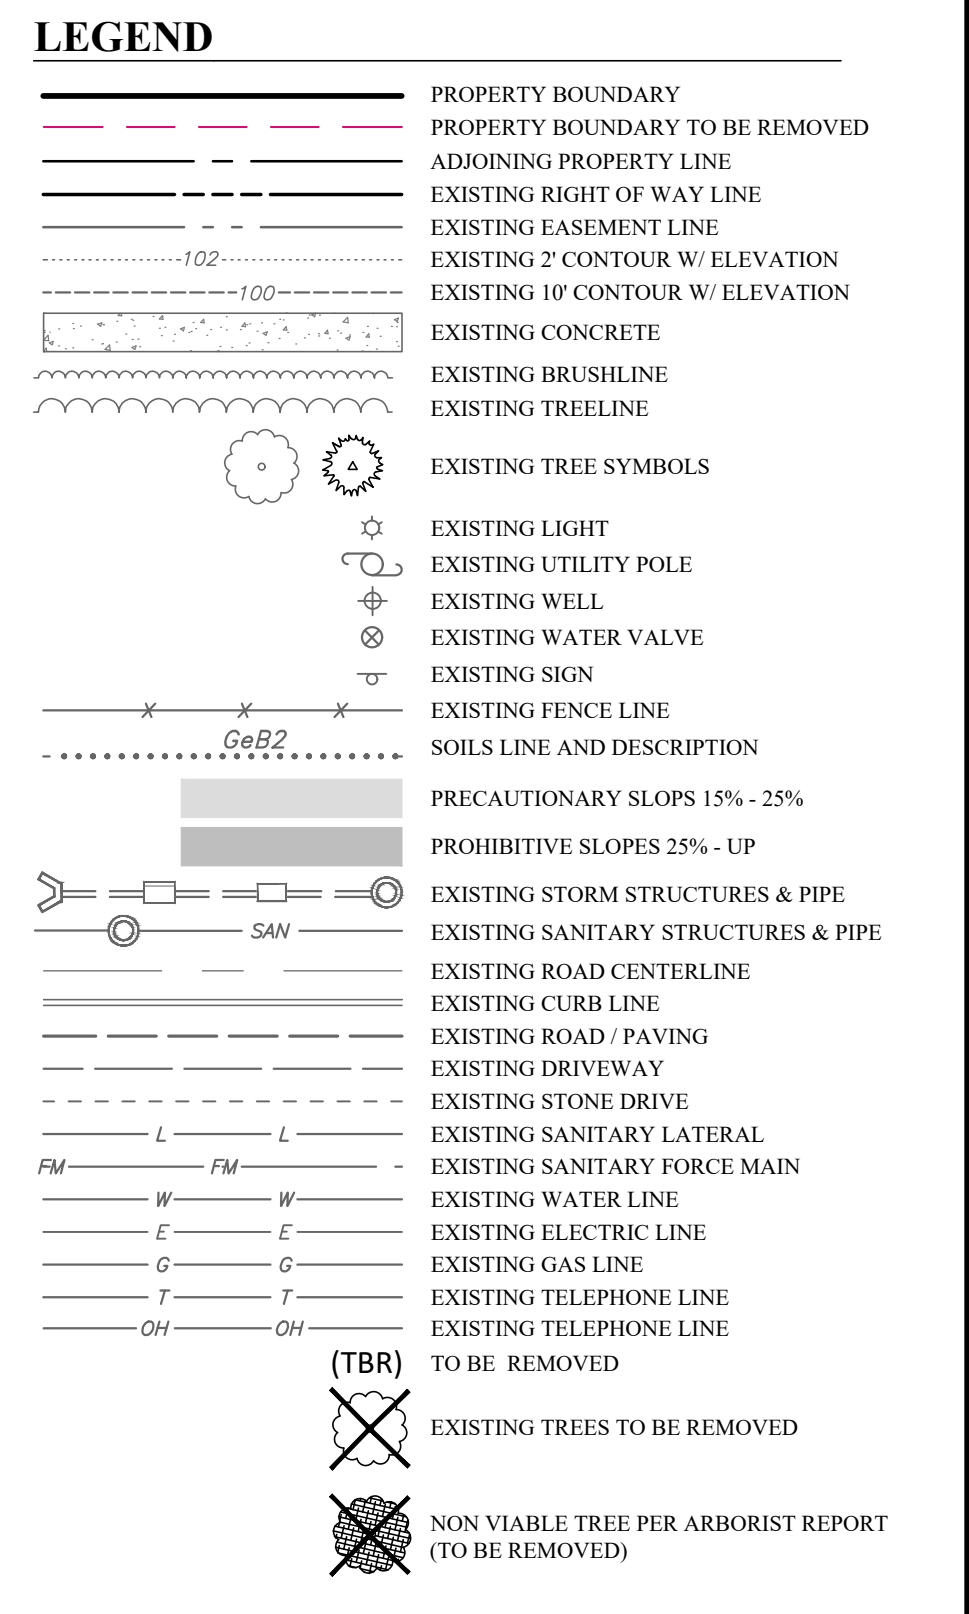 LEGEND
PROPERTY BOUNDARY
PROPERTY BOUNDARY TO BE REMOVED
ADJOINING PROPERTY LINE
EXISTING RIGHT OF WAY LINE
EXISTING EASEMENT LINE
102 EXISTING 2' CONTOUR W/ ELEVATION
100 EXISTING 10' CONTOUR W/ ELEVATION
EXISTING CONCRETE
EXISTING BRUSHLINE
EXISTING TREELINE
EXISTING TREE SYMBOLS
EXISTING LIGHT
EXISTING UTILITY POLE
EXISTING WELL
EXISTING WATER VALVE
EXISTING SIGN
X X X EXISTING FENCE LINE
GeB2 SOILS LINE AND DESCRIPTION
PRECAUTIONARY SLOPS 15% - 25%
PROHIBITIVE SLOPES 25% - UP
EXISTING STORM STRUCTURES & PIPE
SAN EXISTING SANITARY STRUCTURES & PIPE
EXISTING ROAD CENTERLINE
EXISTING CURB LINE
EXISTING ROAD / PAVING
EXISTING DRIVEWAY
EXISTING STONE DRIVE
L L EXISTING SANITARY LATERAL
FM FM EXISTING SANITARY FORCE MAIN
W W EXISTING WATER LINE
E E EXISTING ELECTRIC LINE
G G EXISTING GAS LINE
T T EXISTING TELEPHONE LINE
OH OH EXISTING TELEPHONE LINE
(TBR) TO BE REMOVED
EXISTING TREES TO BE REMOVED
NON VIABLE TREE PER ARBORIST REPORT
(TO BE REMOVED)